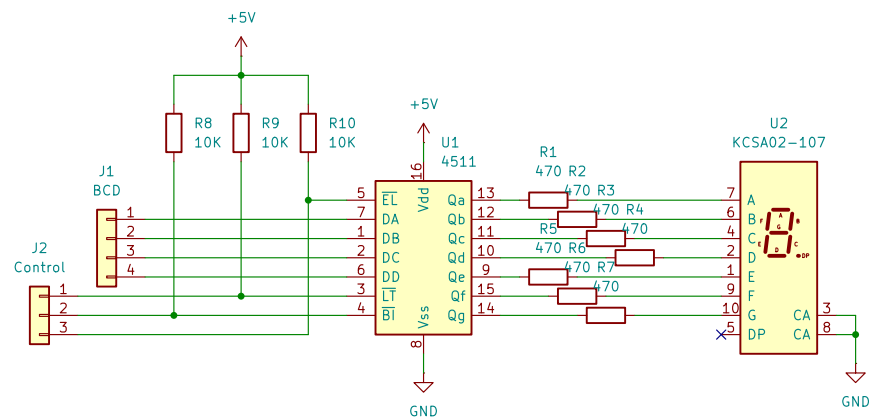 +5V
R8
10K
R9
10K
R10
10K
J1
BCD
1
2
3
4
J2
Control
1
2
3
+5V
U1
4511
16
Vdd
5
EL
7
DA
1
DB
2
DC
6
DD
3
LT
4
BI
Qa
13
Qb
12
Qc
11
Qd
10
Qe
9
Qf
15
Qg
14
Vss
8
GND
R1
470 R2
470 R3
470 R4
R5 470
470 R6
470 R7
470
U2
KCSA02-107
7
A
6
B
4
C
2
D
1
E
9
F
10
G
5
DP
A
F
B
G
E
C
D
DP
CA
3
CA
8
GND